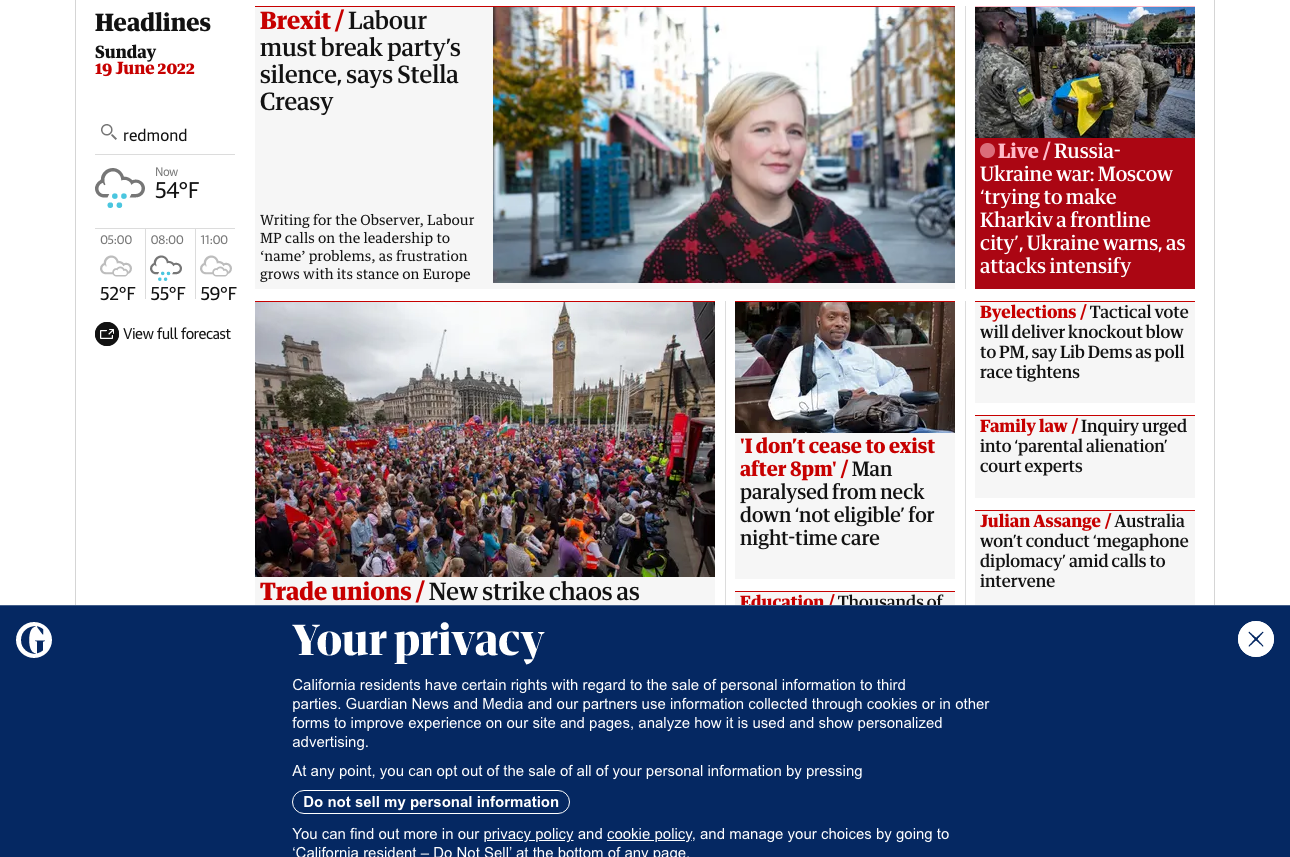 Headlines
Sunday
19 June 2022
redmond
Now
54°F
05:00
08:00
11:00
52°F
55°F
59°F
View full forecast
Brexit / Labour
must break party’s
silence, says Stella
Creasy
Writing for the Observer, Labour
MP calls on the leadership to
‘name’ problems, as frustration
grows with its stance on Europe
Live / Russia-
Ukraine war: Moscow
‘trying to make
Kharkiv a frontline
city’, Ukraine warns, as
attacks intensify
Trade unions / New strike chaos as
'I don’t cease to exist
after 8pm' / Man
paralysed from neck
down ‘not eligible’ for
night-time care
Education / Thousands of
Byelections / Tactical vote
will deliver knockout blow
to PM, say Lib Dems as poll
race tightens
Family law / Inquiry urged
into ‘parental alienation’
court experts
Julian Assange / Australia
won’t conduct ‘megaphone
diplomacy’ amid calls to
intervene
Your privacy
California residents have certain rights with regard to the sale of personal information to third
parties. Guardian News and Media and our partners use information collected through cookies or in other
forms to improve experience on our site and pages, analyze how it is used and show personalized
advertising.
At any point, you can opt out of the sale of all of your personal information by pressing
Do not sell my personal information
You can find out more in our privacy policy and cookie policy, and manage your choices by going to
‘California resident – Do Not Sell’ at the bottom of any page.